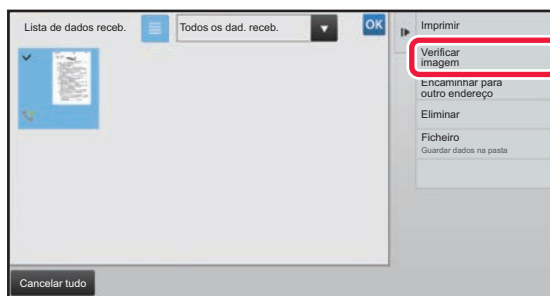 Lista de dados receb.
Todos os dad. receb.
OK
Imprimir
Verificar
imagem
Encaminhar para
outro endereço
Eliminar
Ficheiro
Guardar dados na pasta
Cancelar tudo